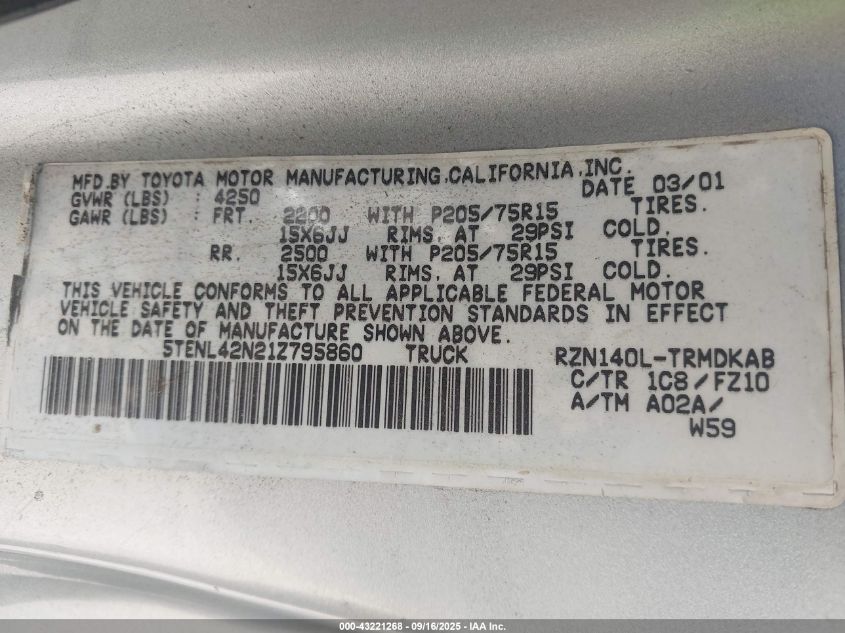 MFD.BY TOYOTA MOTOR MANUFACTURING.CALIFORNIA,INC.
GVWR (LBS) : 4250 DATE 03/01
GAWR (LBS) : FRT. 2200 WITH P205/75R15 TIRES.
15X6JJ RIMS. AT 29PSI COLD.
RR. 2500 WITH P205/75R15 TIRES.
15X6JJ RIMS. AT 29PSI COLD.
THIS VEHICLE CONFORMS TO ALL APPLICABLE FEDERAL MOTOR
VEHICLE SAFETY AND THEFT PREVENTION STANDARDS IN EFFECT
ON THE DATE OF MANUFACTURE SHOWN ABOVE.
5TENL42N21Z795860 TRUCK RZN140L-TRMDKAB
C/TR 1C8/FZ10
A/TM A02A/
W59
000-43221268 - 09/16/2025 - IAA Inc.